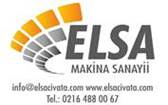 ELSA
MAKİNA SANAYİİ
info@elsacivata.com www.elsacivata.com
Tel.: 0216 488 00 67